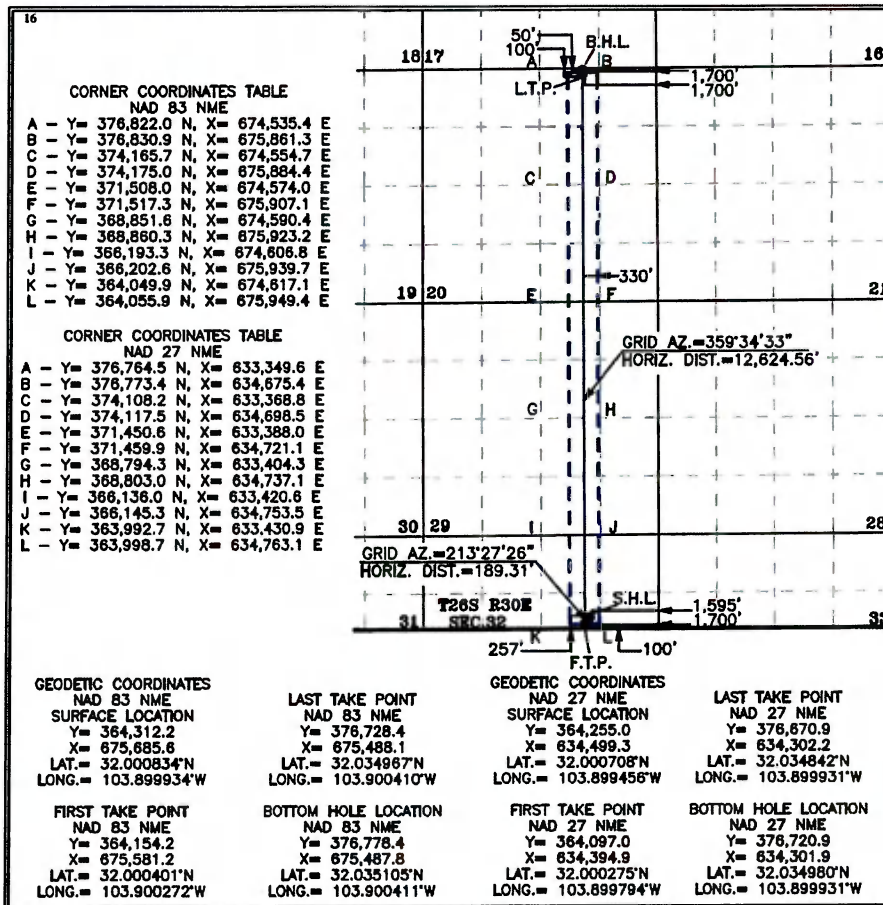 16
CORNER COORDINATES TABLE
NAD 83 NME
A - Y= 376,822.0 N, X= 674,535.4 E
B - Y= 376,830.9 N, X= 675,861.3 E
C - Y= 374,165.7 N, X= 674,554.7 E
D - Y= 374,175.0 N, X= 675,884.4 E
E - Y= 371,508.0 N, X= 674,574.0 E
F - Y= 371,517.3 N, X= 675,907.1 E
G - Y= 368,851.6 N, X= 674,590.4 E
H - Y= 368,860.3 N, X= 675,923.2 E
I - Y= 366,193.3 N, X= 674,606.8 E
J - Y= 366,202.6 N, X= 675,939.7 E
K - Y= 364,049.9 N, X= 674,617.1 E
L - Y= 364,055.9 N, X= 675,949.4 E
CORNER COORDINATES TABLE
NAD 27 NME
A - Y= 376,764.5 N, X= 633,349.6 E
B - Y= 376,773.4 N, X= 634,675.4 E
C - Y= 374,108.2 N, X= 633,368.8 E
D - Y= 374,117.5 N, X= 634,698.5 E
E - Y= 371,450.6 N, X= 633,388.0 E
F - Y= 371,459.9 N, X= 634,721.1 E
G - Y= 368,794.3 N, X= 633,404.3 E
H - Y= 368,803.0 N, X= 634,737.1 E
I - Y= 366,136.0 N, X= 633,420.6 E
J - Y= 366,145.3 N, X= 634,753.5 E
K - Y= 363,992.7 N, X= 633,430.9 E
L - Y= 363,998.7 N, X= 634,763.1 E
50'
100'
B.H.L.
18 17
A
B
16
1,700'
L.T.P.
1,700'
C
D
330'
19 20
E
F
21
GRID AZ.=359°34'33"
HORIZ. DIST.=12,624.56'
G
H
30 29
I
J
28
GRID AZ.=213°27'26"
HORIZ. DIST.=189.31'
T26S R30E
S.H.L.
1,595'
31
SEC.32
1,700'
K
L
257'
100'
F.T.P.
GEODETIC COORDINATES
NAD 83 NME
SURFACE LOCATION
Y= 364,312.2
X= 675,685.6
LAT.= 32.000834°N
LONG.= 103.899934°W
LAST TAKE POINT
NAD 83 NME
Y= 376,728.4
X= 675,488.1
LAT.= 32.034967°N
LONG.= 103.900410°W
GEODETIC COORDINATES
NAD 27 NME
SURFACE LOCATION
Y= 364,255.0
X= 634,499.3
LAT.= 32.000708°N
LONG.= 103.899456°W
LAST TAKE POINT
NAD 27 NME
Y= 376,670.9
X= 634,302.2
LAT.= 32.034842°N
LONG.= 103.899931°W
FIRST TAKE POINT
NAD 83 NME
Y= 364,154.2
X= 675,581.2
LAT.= 32.000401°N
LONG.= 103.900272°W
BOTTOM HOLE LOCATION
NAD 83 NME
Y= 376,778.4
X= 675,487.8
LAT.= 32.035105°N
LONG.= 103.900411°W
FIRST TAKE POINT
NAD 27 NME
Y= 364,097.0
X= 634,394.9
LAT.= 32.000275°N
LONG.= 103.899794°W
BOTTOM HOLE LOCATION
NAD 27 NME
Y= 376,720.9
X= 634,301.9
LAT.= 32.034980°N
LONG.= 103.899931°W